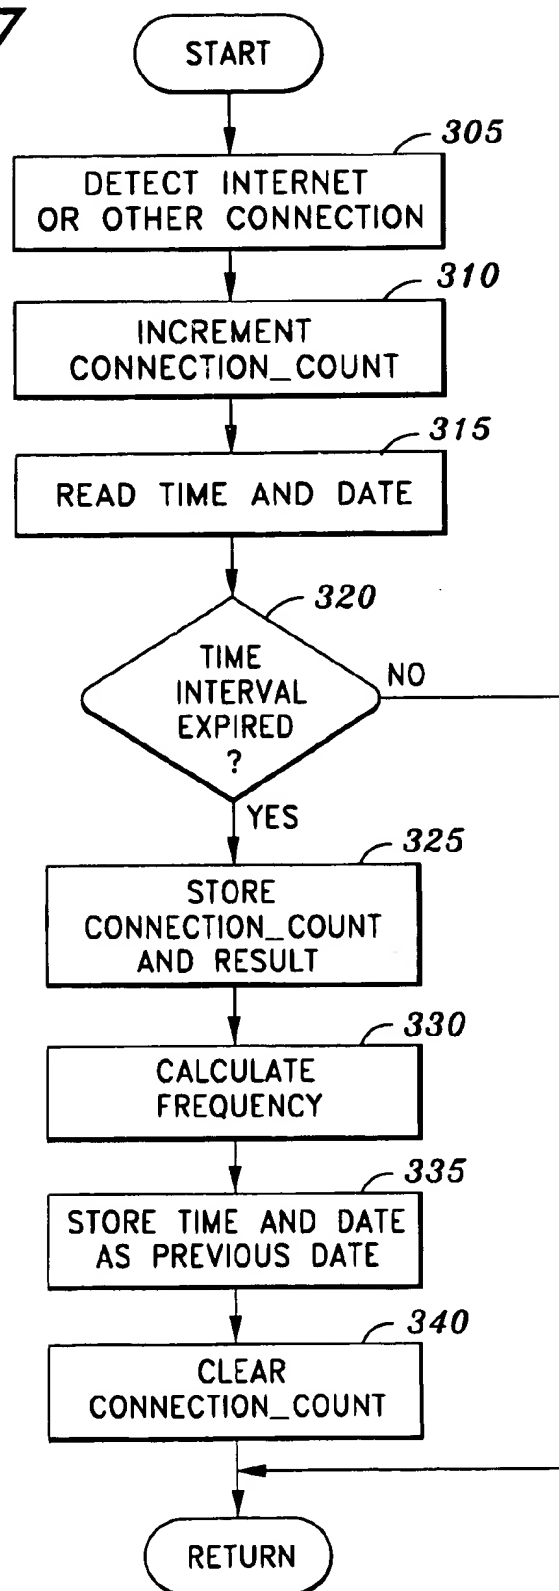 START
305
DETECT INTERNET
OR OTHER CONNECTION
310
INCREMENT
CONNECTION_COUNT
315
READ TIME AND DATE
320
TIME
INTERVAL
EXPIRED
?
NO
YES
325
STORE
CONNECTION_COUNT
AND RESULT
330
CALCULATE
FREQUENCY
335
STORE TIME AND DATE
AS PREVIOUS DATE
340
CLEAR
CONNECTION_COUNT
RETURN